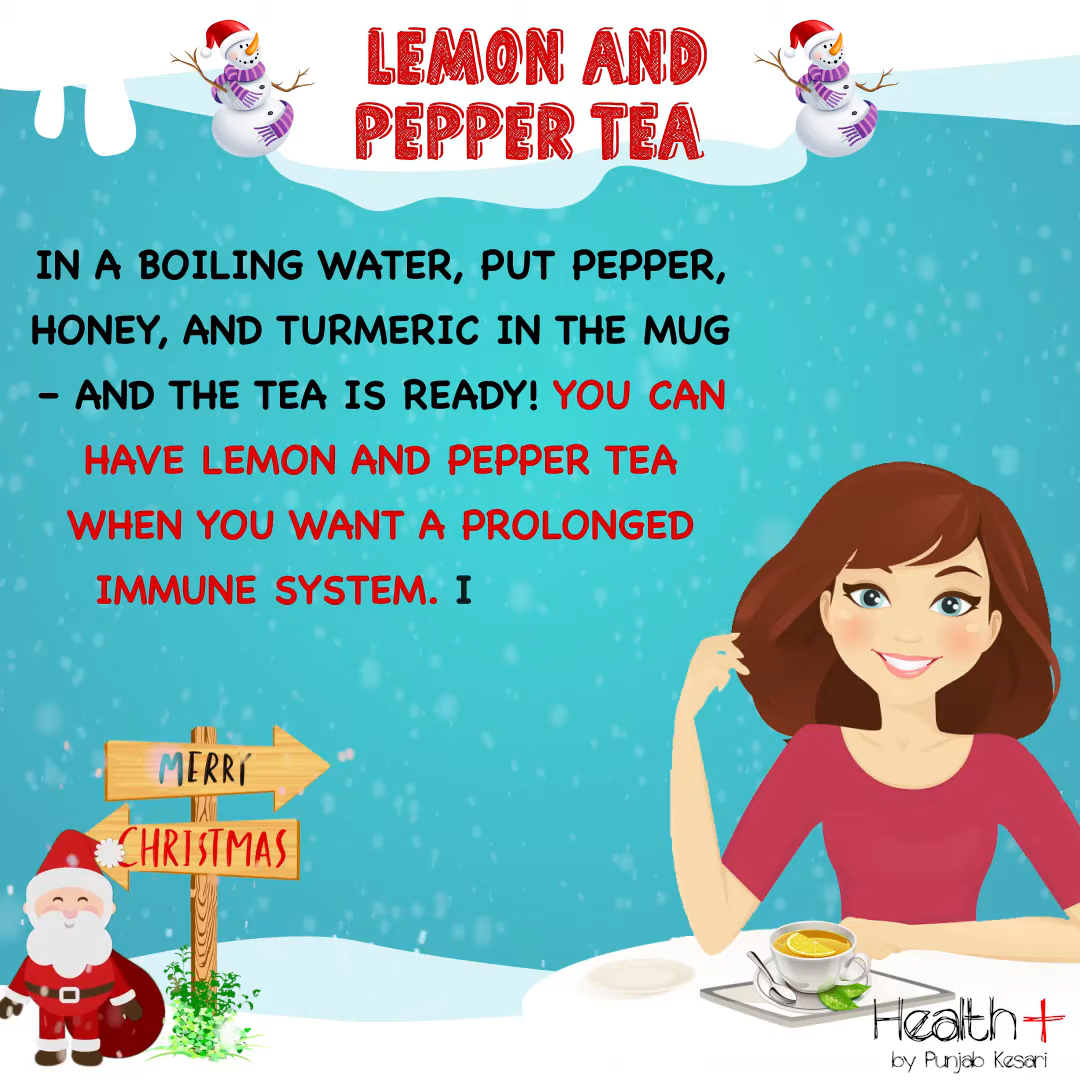 LEMON AND
PEPPER TEA
IN A BOILING WATER, PUT PEPPER,
HONEY, AND TURMERIC IN THE MUG
– AND THE TEA IS READY! YOU CAN
HAVE LEMON AND PEPPER TEA
WHEN YOU WANT A PROLONGED
IMMUNE SYSTEM. I
MERRY
CHRISTMAS
Health+
by Punjab Kesari